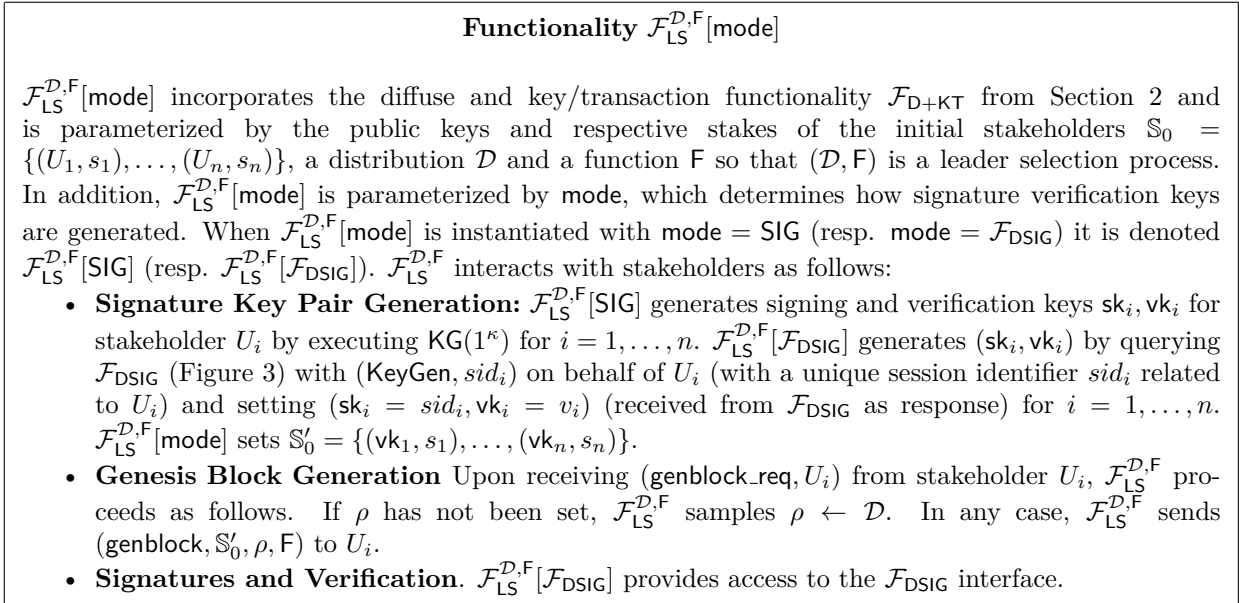 Functionality $\mathcal{F}_{\mathsf{LS}}^{\mathcal{D},\mathsf{F}}[\mathsf{mode}]$
$\mathcal{F}_{\mathsf{LS}}^{\mathcal{D},\mathsf{F}}[\mathsf{mode}]$ incorporates the diffuse and key/transaction functionality $\mathcal{F}_{\mathsf{D+KT}}$ from Section 2 and
is parameterized by the public keys and respective stakes of the initial stakeholders $\mathbb{S}_0$ =
$\{(U_1, s_1), \ldots, (U_n, s_n)\}$, a distribution $\mathcal{D}$ and a function $\mathsf{F}$ so that $(\mathcal{D}, \mathsf{F})$ is a leader selection process.
In addition, $\mathcal{F}_{\mathsf{LS}}^{\mathcal{D},\mathsf{F}}[\mathsf{mode}]$ is parameterized by $\mathsf{mode}$, which determines how signature verification keys
are generated. When $\mathcal{F}_{\mathsf{LS}}^{\mathcal{D},\mathsf{F}}[\mathsf{mode}]$ is instantiated with $\mathsf{mode} = \mathsf{SIG}$ (resp. $\mathsf{mode} = \mathcal{F}_{\mathsf{DSIG}}$) it is denoted
$\mathcal{F}_{\mathsf{LS}}^{\mathcal{D},\mathsf{F}}[\mathsf{SIG}]$ (resp. $\mathcal{F}_{\mathsf{LS}}^{\mathcal{D},\mathsf{F}}[\mathcal{F}_{\mathsf{DSIG}}]$). $\mathcal{F}_{\mathsf{LS}}^{\mathcal{D},\mathsf{F}}$ interacts with stakeholders as follows:
• Signature Key Pair Generation: $\mathcal{F}_{\mathsf{LS}}^{\mathcal{D},\mathsf{F}}[\mathsf{SIG}]$ generates signing and verification keys $\mathsf{sk}_i, \mathsf{vk}_i$ for
stakeholder $U_i$ by executing $\mathsf{KG}(1^\kappa)$ for $i = 1, \ldots, n$. $\mathcal{F}_{\mathsf{LS}}^{\mathcal{D},\mathsf{F}}[\mathcal{F}_{\mathsf{DSIG}}]$ generates $(\mathsf{sk}_i, \mathsf{vk}_i)$ by querying
$\mathcal{F}_{\mathsf{DSIG}}$ (Figure 3) with $(\mathsf{KeyGen}, sid_i)$ on behalf of $U_i$ (with a unique session identifier $sid_i$ related
to $U_i$) and setting $(\mathsf{sk}_i = sid_i, \mathsf{vk}_i = v_i)$ (received from $\mathcal{F}_{\mathsf{DSIG}}$ as response) for $i = 1, \ldots, n$.
$\mathcal{F}_{\mathsf{LS}}^{\mathcal{D},\mathsf{F}}[\mathsf{mode}]$ sets $\mathbb{S}'_0 = \{(\mathsf{vk}_1, s_1), \ldots, (\mathsf{vk}_n, s_n)\}$.
• Genesis Block Generation Upon receiving $(\mathsf{genblock\_req}, U_i)$ from stakeholder $U_i$, $\mathcal{F}_{\mathsf{LS}}^{\mathcal{D},\mathsf{F}}$ pro-
ceeds as follows. If $\rho$ has not been set, $\mathcal{F}_{\mathsf{LS}}^{\mathcal{D},\mathsf{F}}$ samples $\rho \leftarrow \mathcal{D}$. In any case, $\mathcal{F}_{\mathsf{LS}}^{\mathcal{D},\mathsf{F}}$ sends
$(\mathsf{genblock}, \mathbb{S}'_0, \rho, \mathsf{F})$ to $U_i$.
• Signatures and Verification. $\mathcal{F}_{\mathsf{LS}}^{\mathcal{D},\mathsf{F}}[\mathcal{F}_{\mathsf{DSIG}}]$ provides access to the $\mathcal{F}_{\mathsf{DSIG}}$ interface.